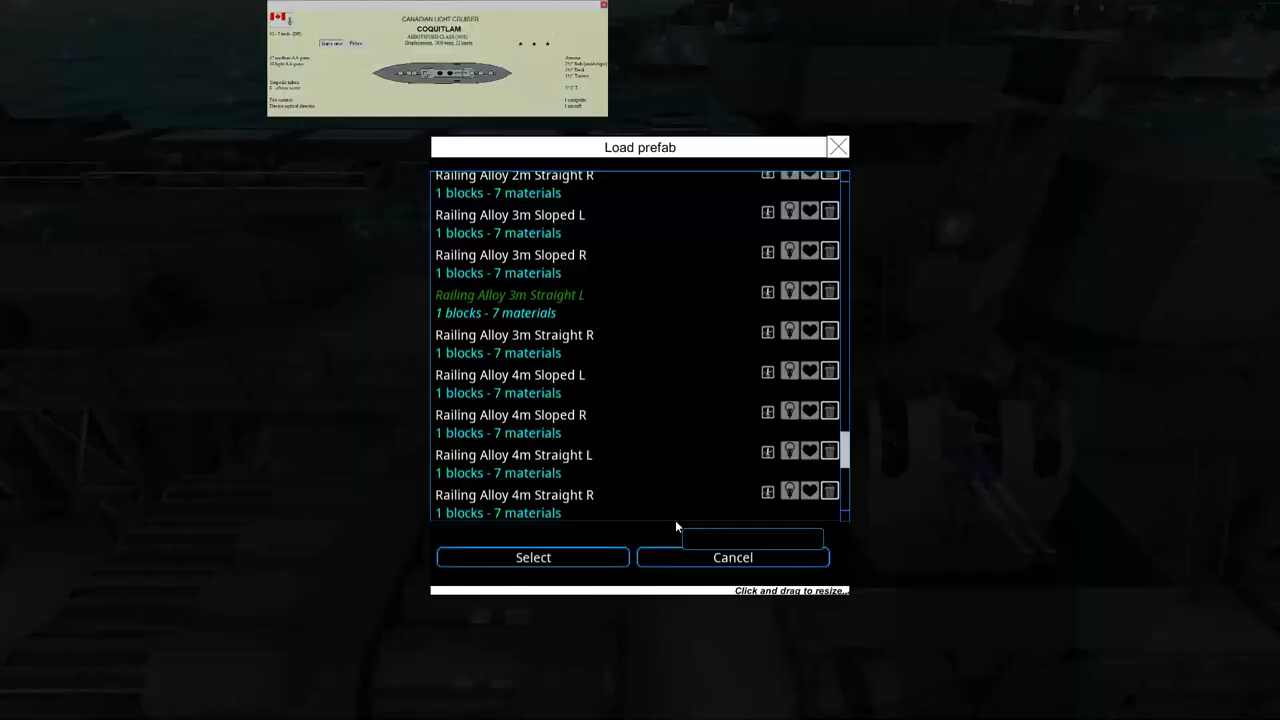 CANADIAN LIGHT CRUISER
COQUITLAM
Load prefab
Railing Alloy 2m Straight R
1 blocks - 7 materials
Railing Alloy 3m Sloped L
1 blocks - 7 materials
Railing Alloy 3m Sloped R
1 blocks - 7 materials
Railing Alloy 3m Straight L
1 blocks - 7 materials
Railing Alloy 3m Straight R
1 blocks - 7 materials
Railing Alloy 4m Sloped L
1 blocks - 7 materials
Railing Alloy 4m Sloped R
1 blocks - 7 materials
Railing Alloy 4m Straight L
1 blocks - 7 materials
Railing Alloy 4m Straight R
1 blocks - 7 materials
Select
Cancel
Click and drag to resize..